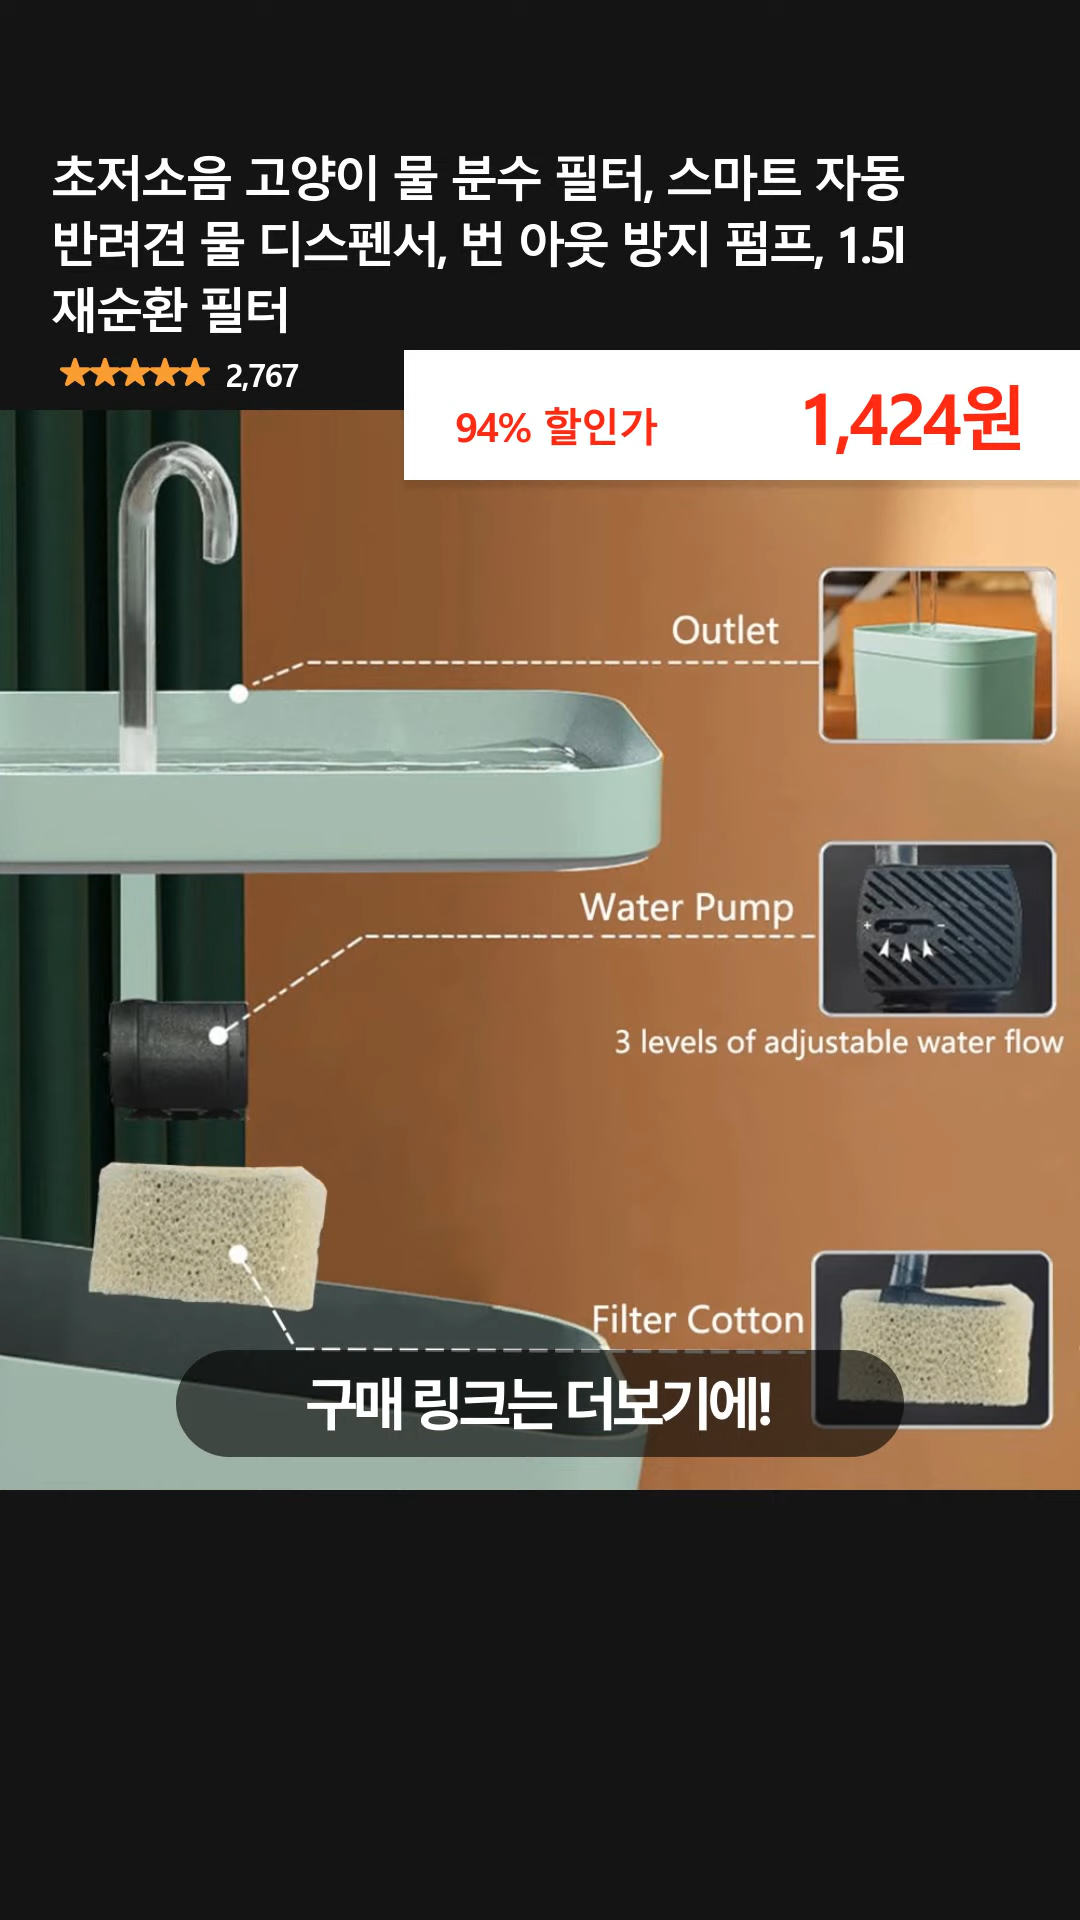 초저소음 고양이 물 분수 필터, 스마트 자동
반려견 물 디스펜서, 번 아웃 방지 펌프, 1.5l
재순환 필터
2,767
94% 할인가
1,424원
Outlet
Water Pump
+ -
3 levels of adjustable water flow
Filter Cotton
구매 링크는 더보기에!